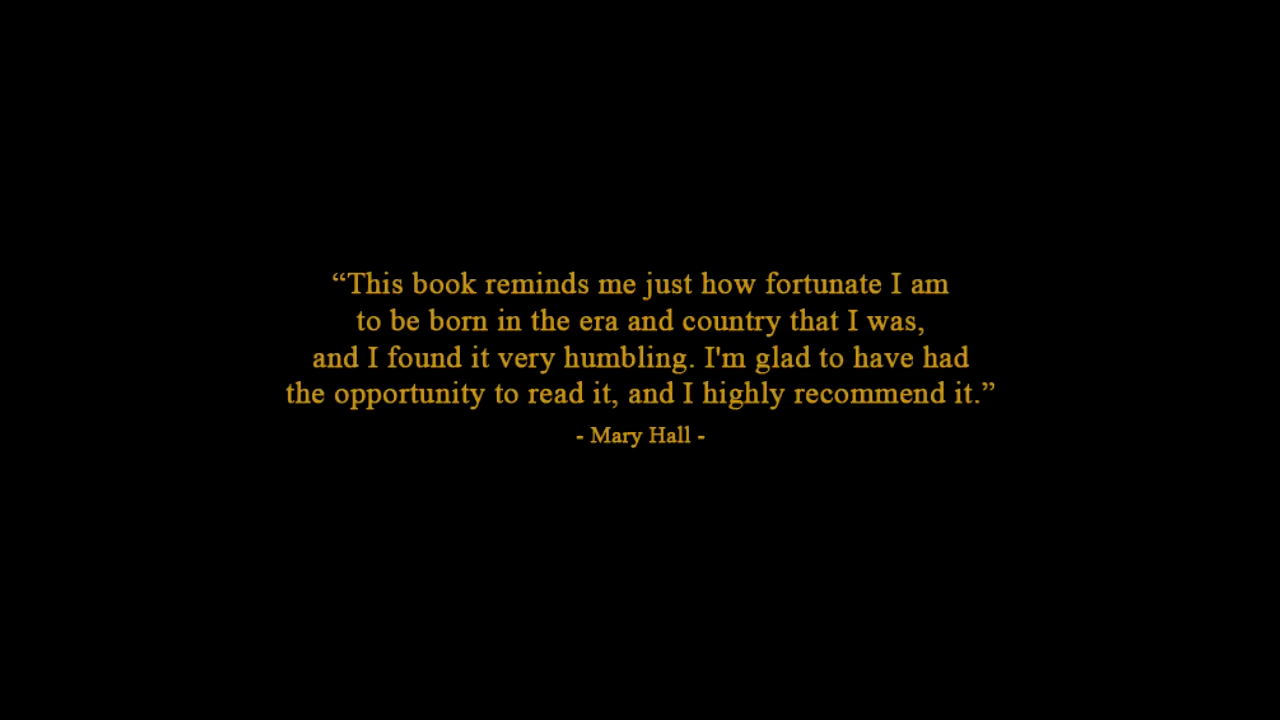 “This book reminds me just how fortunate I am
to be born in the era and country that I was,
and I found it very humbling. I'm glad to have had
the opportunity to read it, and I highly recommend it.”
- Mary Hall -